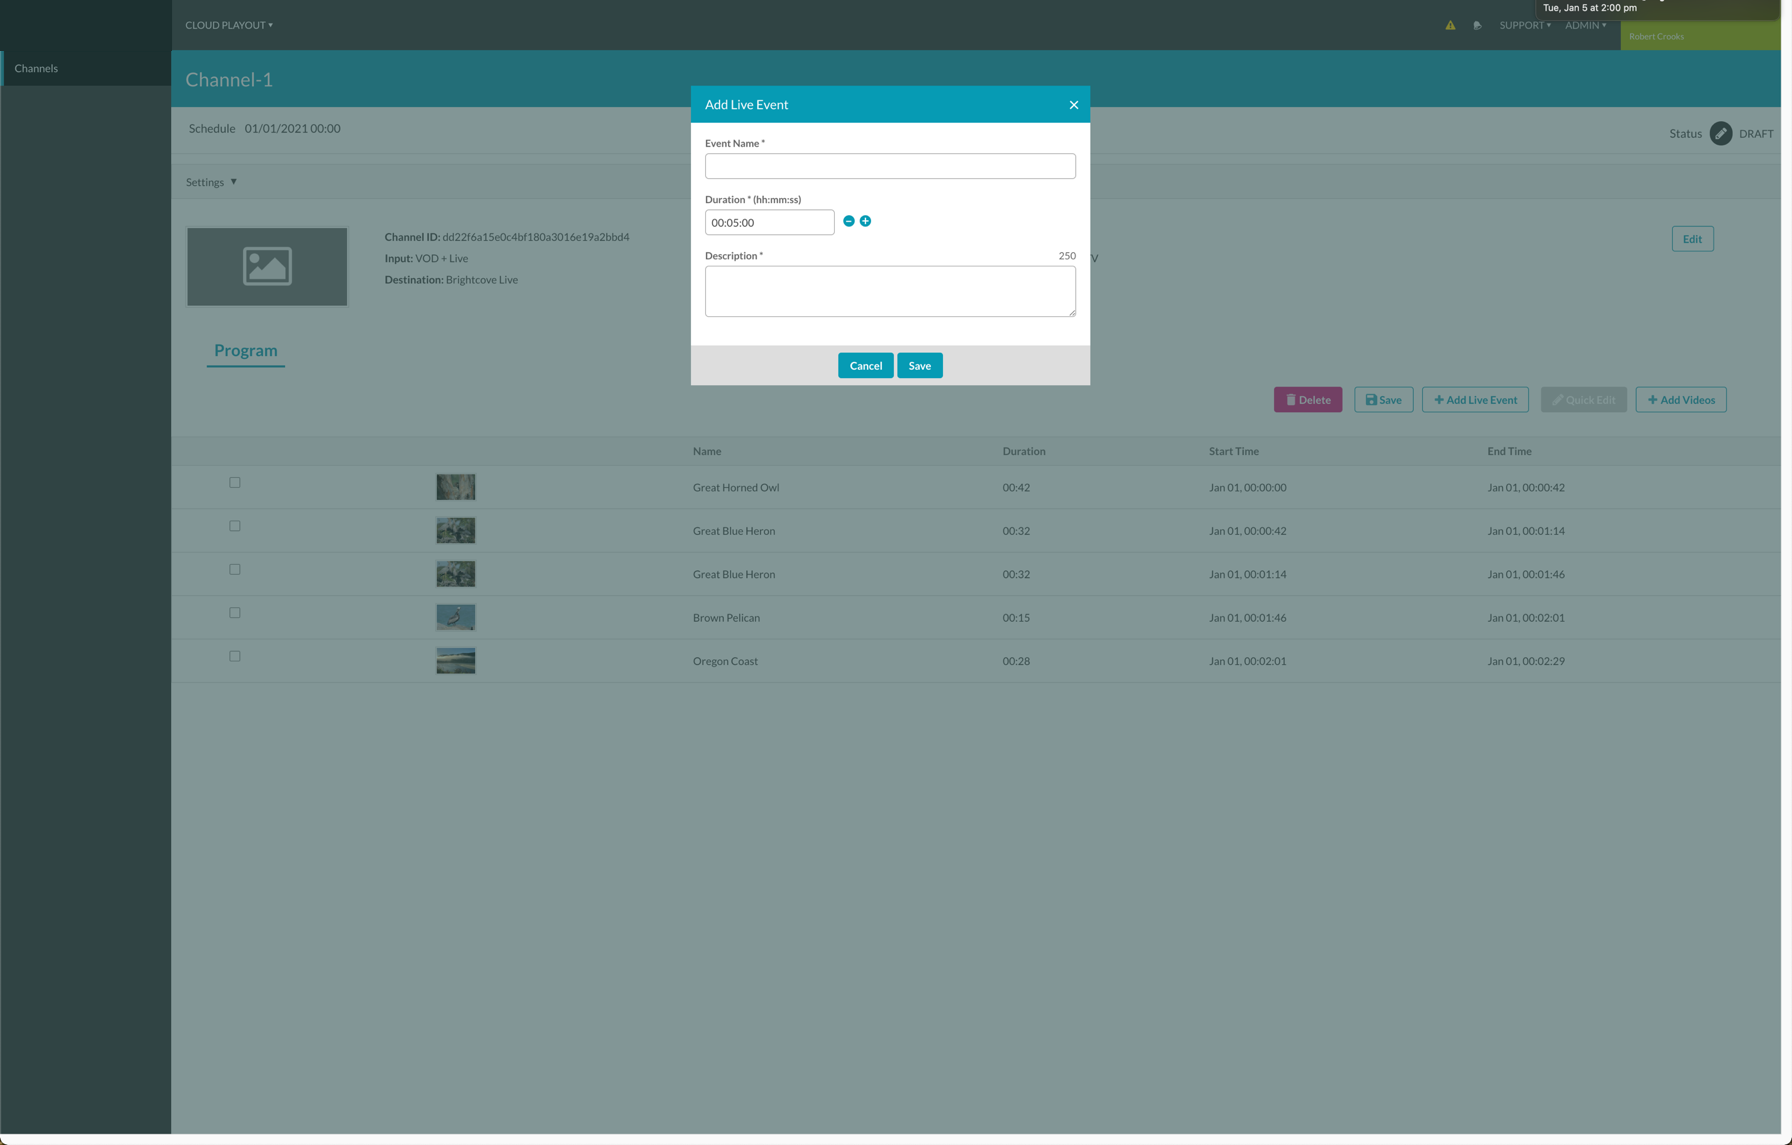 Tue, Jan 5 at 2:00 pm
CLOUD PLAYOUT
SUPPORT
ADMIN
Robert Crooks
Channels
Channel-1
Add Live Event
Schedule 01/01/2021 00:00
Status DRAFT
Event Name *
Settings
Duration * (hh:mm:ss)
00:05:00
Channel ID: dd22f6a15e0c4bf180a3016e19a2bbd4
Edit
Input: VOD + Live
Description *
250
Destination: Brightcove Live
Program
Cancel
Save
Delete
Save
Add Live Event
Quick Edit
Add Videos
Name Duration Start Time End Time
Great Horned Owl 00:42 Jan 01, 00:00:00 Jan 01, 00:00:42
Great Blue Heron 00:32 Jan 01, 00:00:42 Jan 01, 00:01:14
Great Blue Heron 00:32 Jan 01, 00:01:14 Jan 01, 00:01:46
Brown Pelican 00:15 Jan 01, 00:01:46 Jan 01, 00:02:01
Oregon Coast 00:28 Jan 01, 00:02:01 Jan 01, 00:02:29